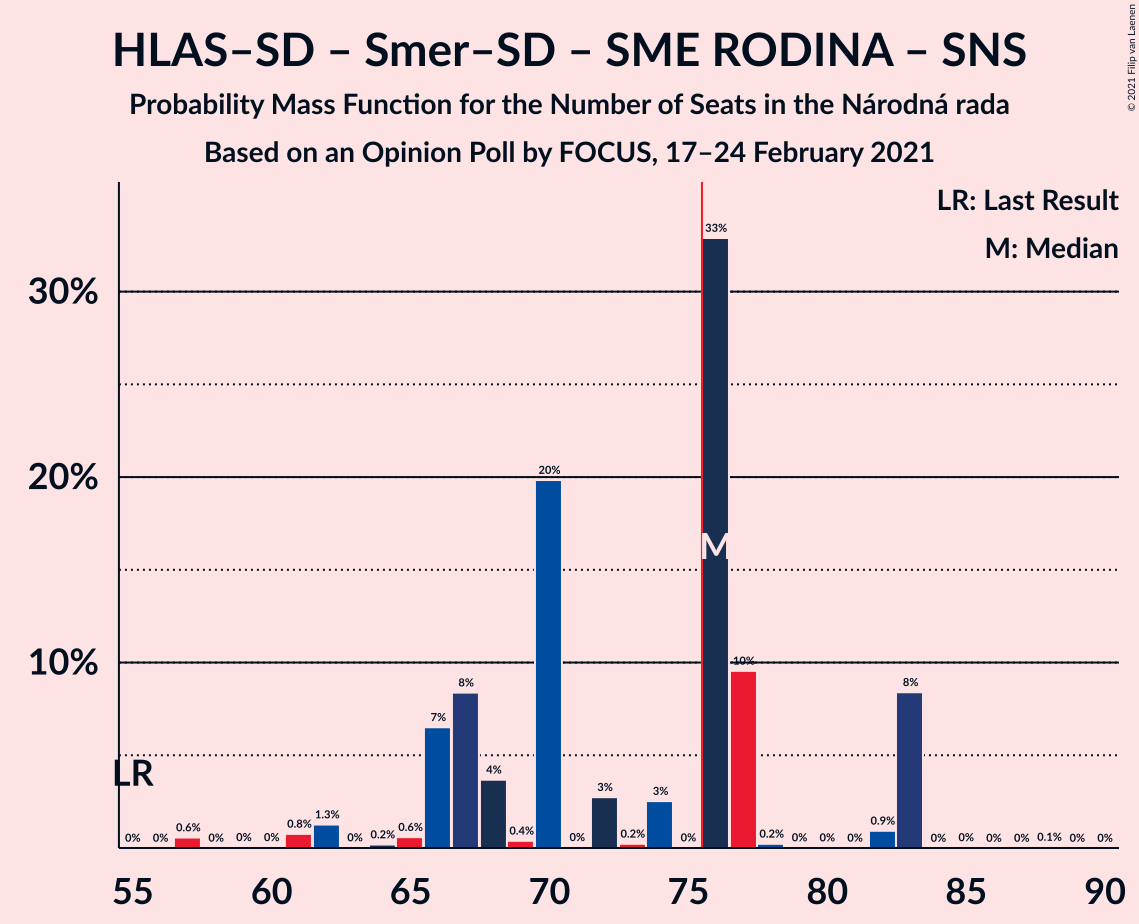 HLAS–SD – Smer–SD – SME RODINA – SNS
Probability Mass Function for the Number of Seats in the Národná rada
Based on an Opinion Poll by FOCUS, 17–24 February 2021
© 2021 Filip van Laenen
LR: Last Result
M: Median
33%
30%
20%
20%
M
10%
10%
8%
8%
7%
LR
4%
3%
3%
0% 0% 0.6% 0% 0% 0% 0.8% 1.3% 0% 0.2% 0.6% 0.4% 0% 0.2% 0% 0.2% 0% 0% 0% 0.9% 0% 0% 0% 0% 0.1% 0% 0%
55 60 65 70 75 80 85 90